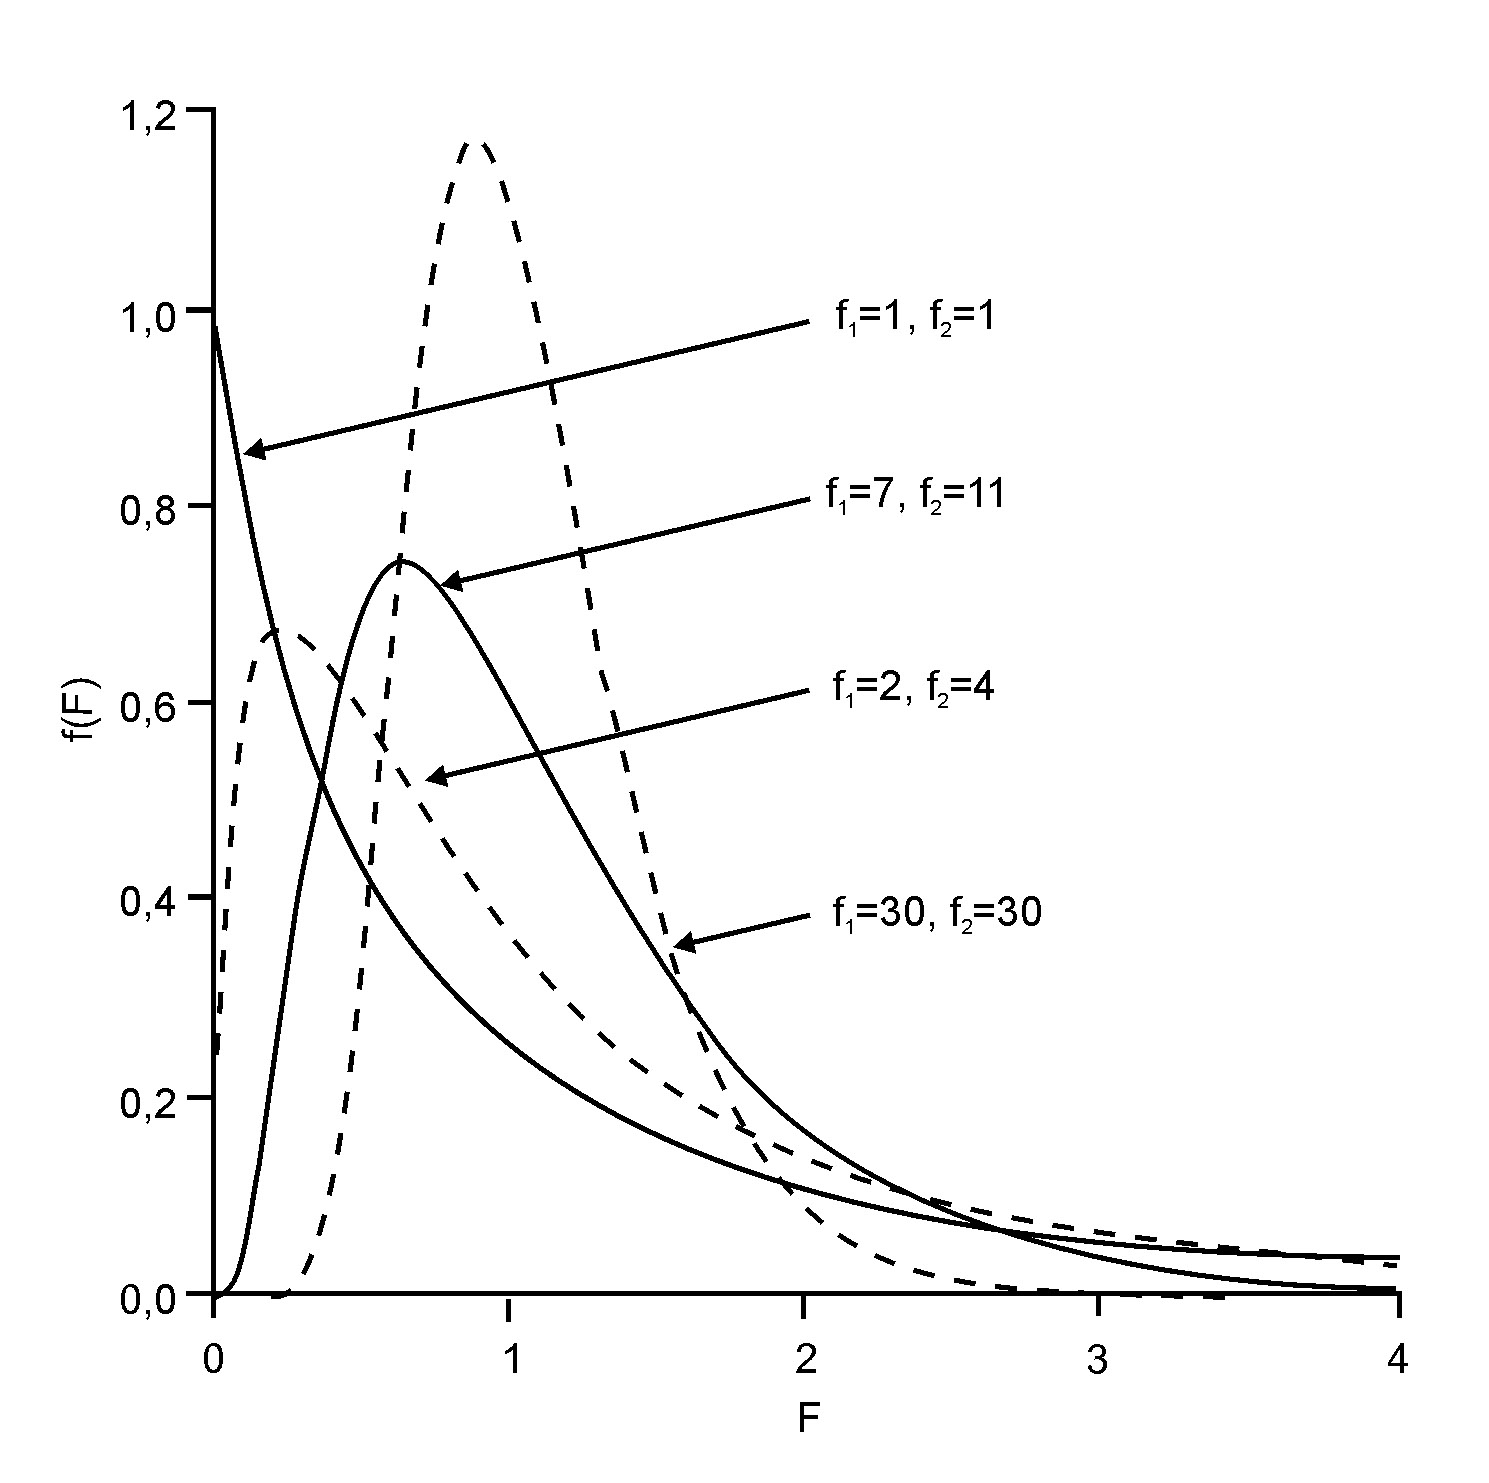 1,2
1,0
0,8
0,6
0,4
0,2
0,0
f(F)
f₁=1, f₂=1
f₁=7, f₂=11
f₁=2, f₂=4
f₁=30, f₂=30
0 1 2 3 4
F